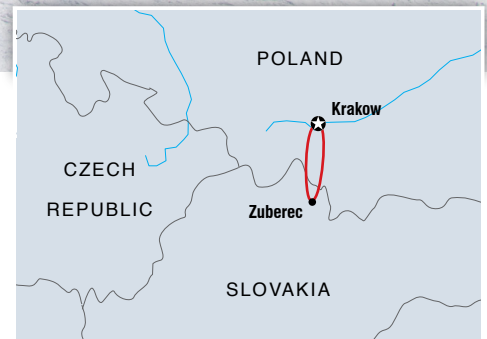 POLAND
Krakow
CZECH
REPUBLIC
Zuberec
SLOVAKIA